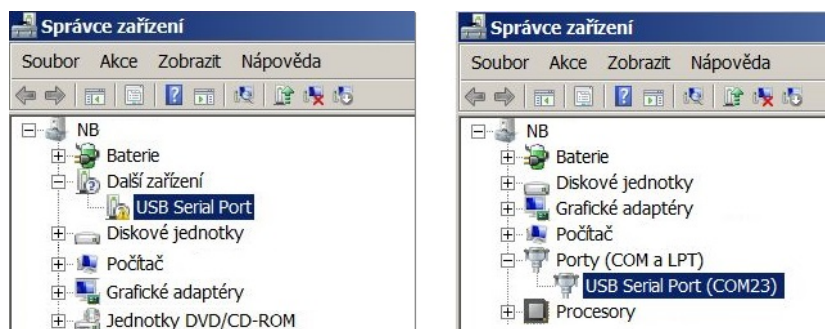 Správce zařízení
Soubor Akce Zobrazit Nápověda
NB
Baterie
Další zařízení
USB Serial Port
Diskové jednotky
Počítač
Grafické adaptéry
Jednotky DVD/CD-ROM
Správce zařízení
Soubor Akce Zobrazit Nápověda
NB
Baterie
Diskové jednotky
Grafické adaptéry
Počítač
Porty (COM a LPT)
USB Serial Port (COM23)
Procesory